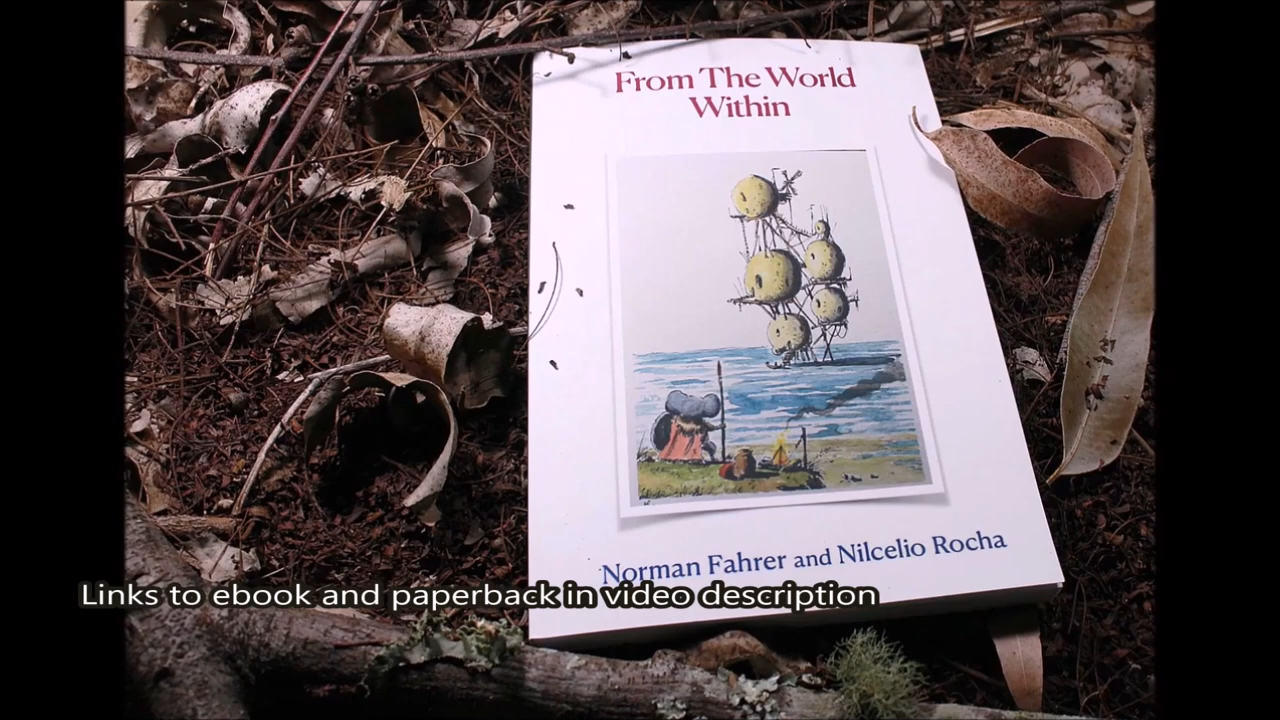 From The World
Within
Norman Fahrer and Nilcelio Rocha
Links to ebook and paperback in video description